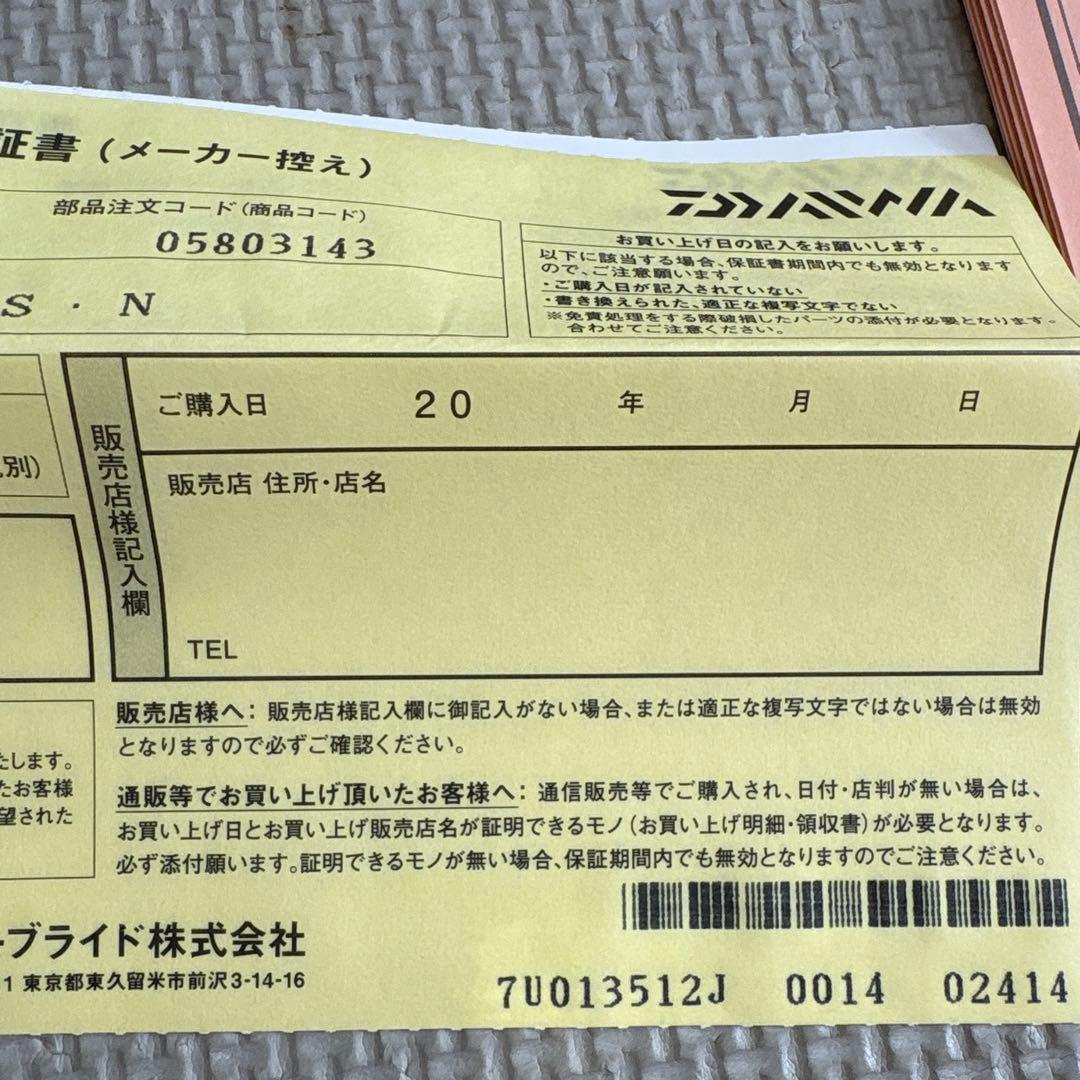 証書(メーカー控え)
DAIWA
部品注文コード(商品コード)
05803143
S・N
お買い上げ日の記入をお願いします。
以下に該当する場合、保証書期間内でも無効となります
ので、ご注意願います。
・ご購入日が記入されていない
・書き換えられた、適正な複写文字でない
※免責処理をする際破損したパーツの添付が必要となります。
合わせてご注意ください。
別)
販売店様記入欄
ご購入日 20 年 月 日
販売店 住所・店名
TEL
たします。
たお客様
望された
販売店様へ: 販売店様記入欄に御記入がない場合、または適正な複写文字ではない場合は無効
となりますので必ずご確認ください。
通販等でお買い上げ頂いたお客様へ: 通信販売等でご購入され、日付・店判が無い場合は、
お買い上げ日とお買い上げ販売店名が証明できるモノ(お買い上げ明細・領収書)が必要となります。
必ず添付願います。証明できるモノが無い場合、保証期間内でも無効となりますのでご注意ください。
ーブライド株式会社
1 東京都東久留米市前沢3-14-16
7U013512J 0014 02414